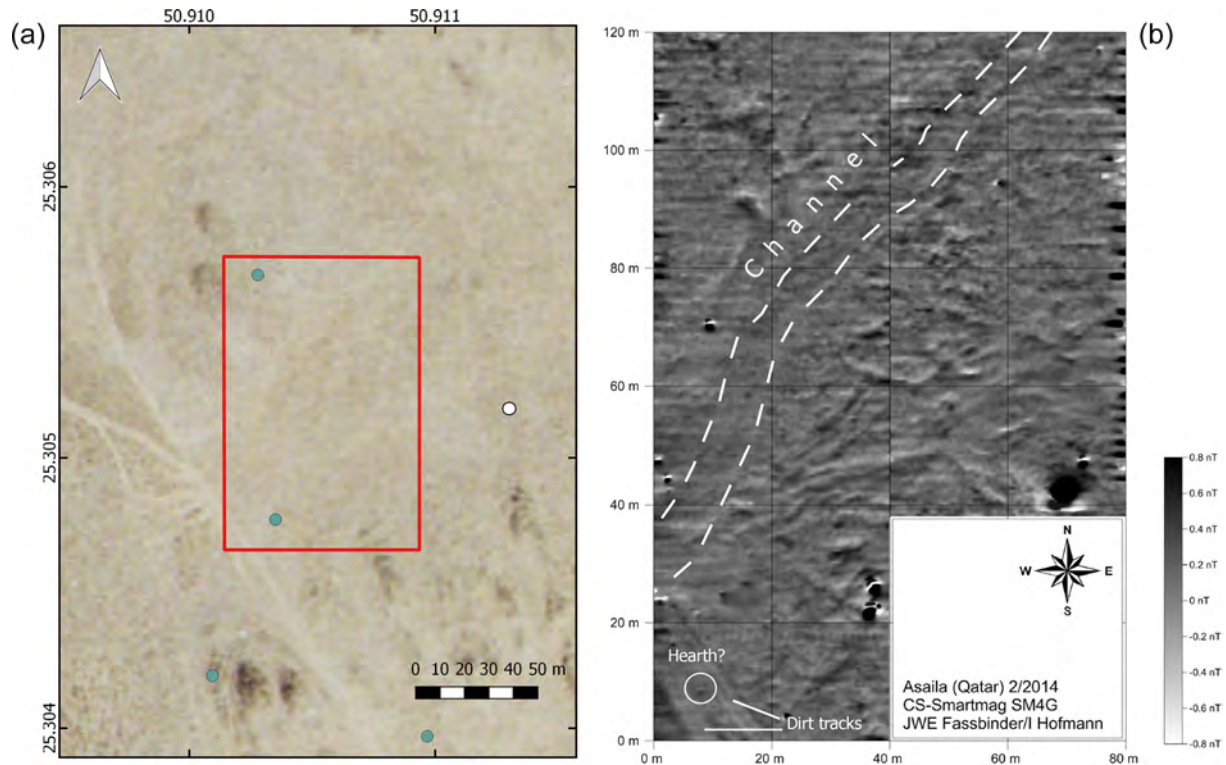 (a)
50.910
50.911
25.306
25.305
25.304
0 10 20 30 40 50 m
(b)
120 m
100 m
80 m
60 m
40 m
20 m
0 m
Channel
Hearth?
Dirt tracks
N
W E
S
Asaila (Qatar) 2/2014
CS-Smartmag SM4G
JWE Fassbinder/I Hofmann
0 m 20 m 40 m 60 m 80 m
0.8 nT
0.6 nT
0.4 nT
0.2 nT
0 nT
-0.2 nT
-0.4 nT
-0.6 nT
-0.8 nT